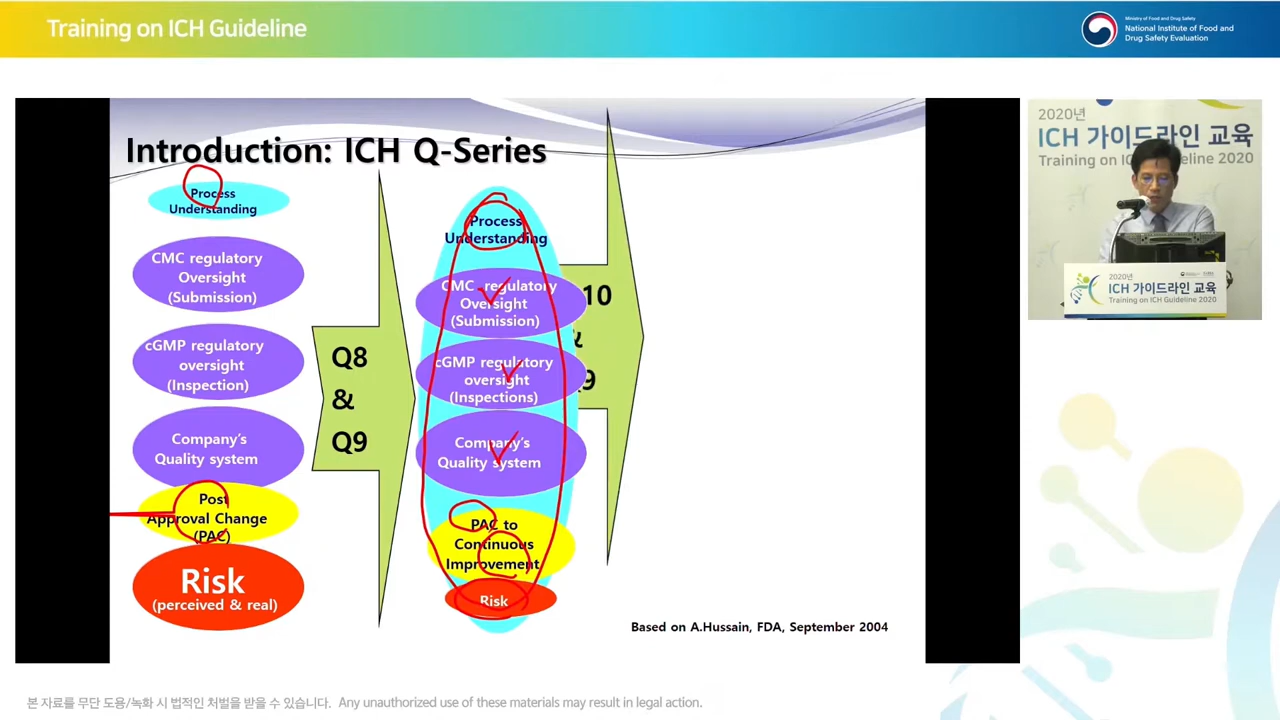 Training on ICH Guideline
Ministry of Food and Drug Safety
National Institute of Food and
Drug Safety Evaluation
Introduction: ICH Q-Series
Process
Understanding
CMC regulatory
Oversight
(Submission)
cGMP regulatory
oversight
(Inspection)
Company's
Quality system
Post
Approval Change
(PAC)
Risk
(perceived & real)
Q8
&
Q9
Process
Understanding
CMC regulatory
Oversight
(Submission)
cGMP regulatory
oversight
(Inspections)
Company's
Quality system
PAC to
Continuous
Improvement
Risk
10
&
9
Based on A.Hussain, FDA, September 2004
2020년
ICH 가이드라인 교육
Training on ICH Guideline 2020
2020년
ICH 가이드라인 교육
Training on ICH Guideline 2020
본 자료를 무단 도용/녹화 시 법적인 처벌을 받을 수 있습니다. Any unauthorized use of these materials may result in legal action.